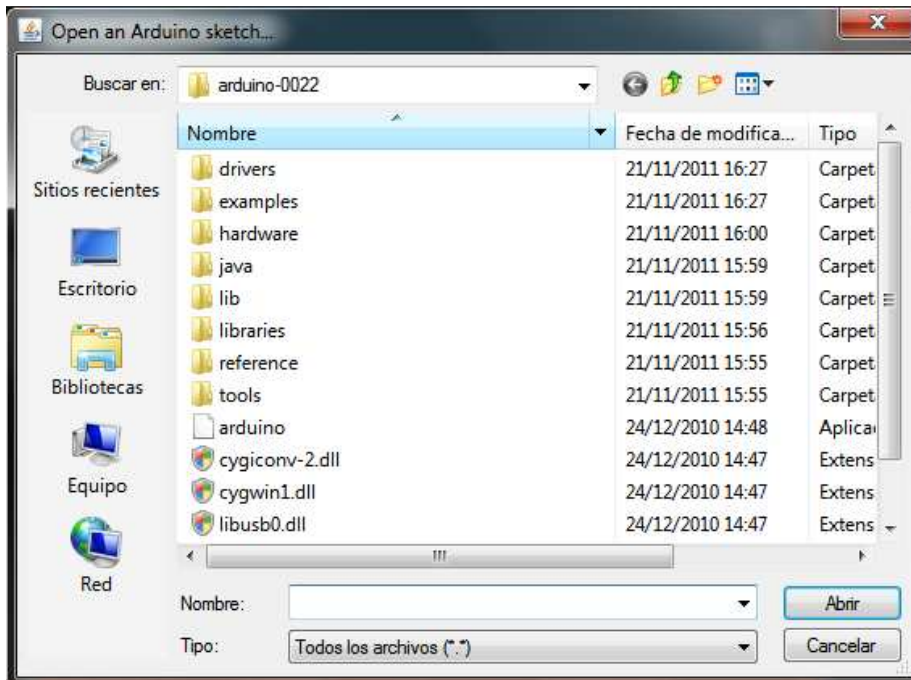 Open an Arduino sketch...
Buscar en: arduino-0022
Nombre Fecha de modifica... Tipo
drivers 21/11/2011 16:27 Carpet
examples 21/11/2011 16:27 Carpet
hardware 21/11/2011 16:00 Carpet
java 21/11/2011 15:59 Carpet
lib 21/11/2011 15:59 Carpet
libraries 21/11/2011 15:56 Carpet
reference 21/11/2011 15:55 Carpet
tools 21/11/2011 15:55 Carpet
arduino 24/12/2010 14:48 Aplica
cygiconv-2.dll 24/12/2010 14:47 Extens
cygwin1.dll 24/12/2010 14:47 Extens
libusb0.dll 24/12/2010 14:47 Extens
Sitios recientes
Escritorio
Bibliotecas
Equipo
Red
Nombre: Abrir
Tipo: Todos los archivos (*.*) Cancelar